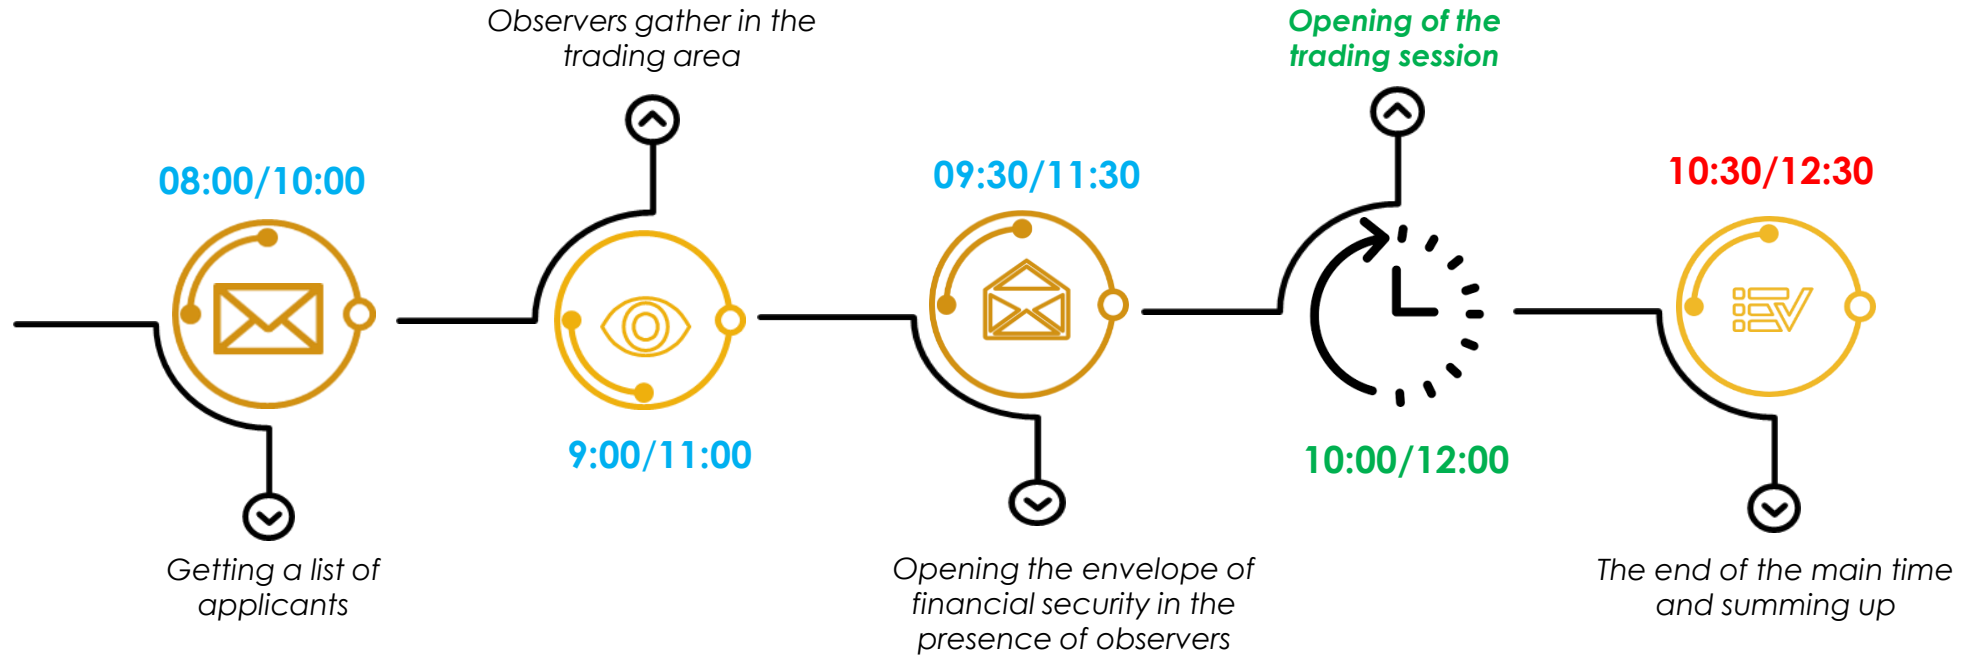 08:00/10:00
Getting a list of
applicants
Observers gather in the
trading area
9:00/11:00
09:30/11:30
Opening the envelope of
financial security in the
presence of observers
Opening of the
trading session
10:00/12:00
10:30/12:30
The end of the main time
and summing up